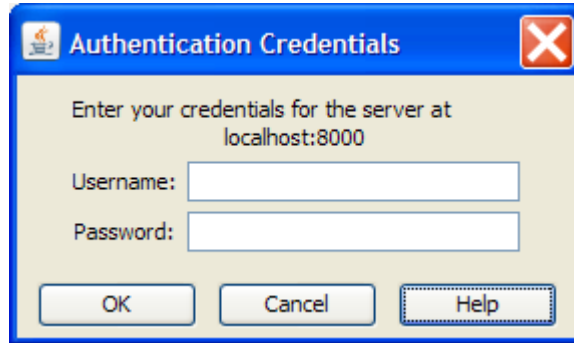 Authentication Credentials
Enter your credentials for the server at
localhost:8000
Username:
Password:
OK Cancel Help